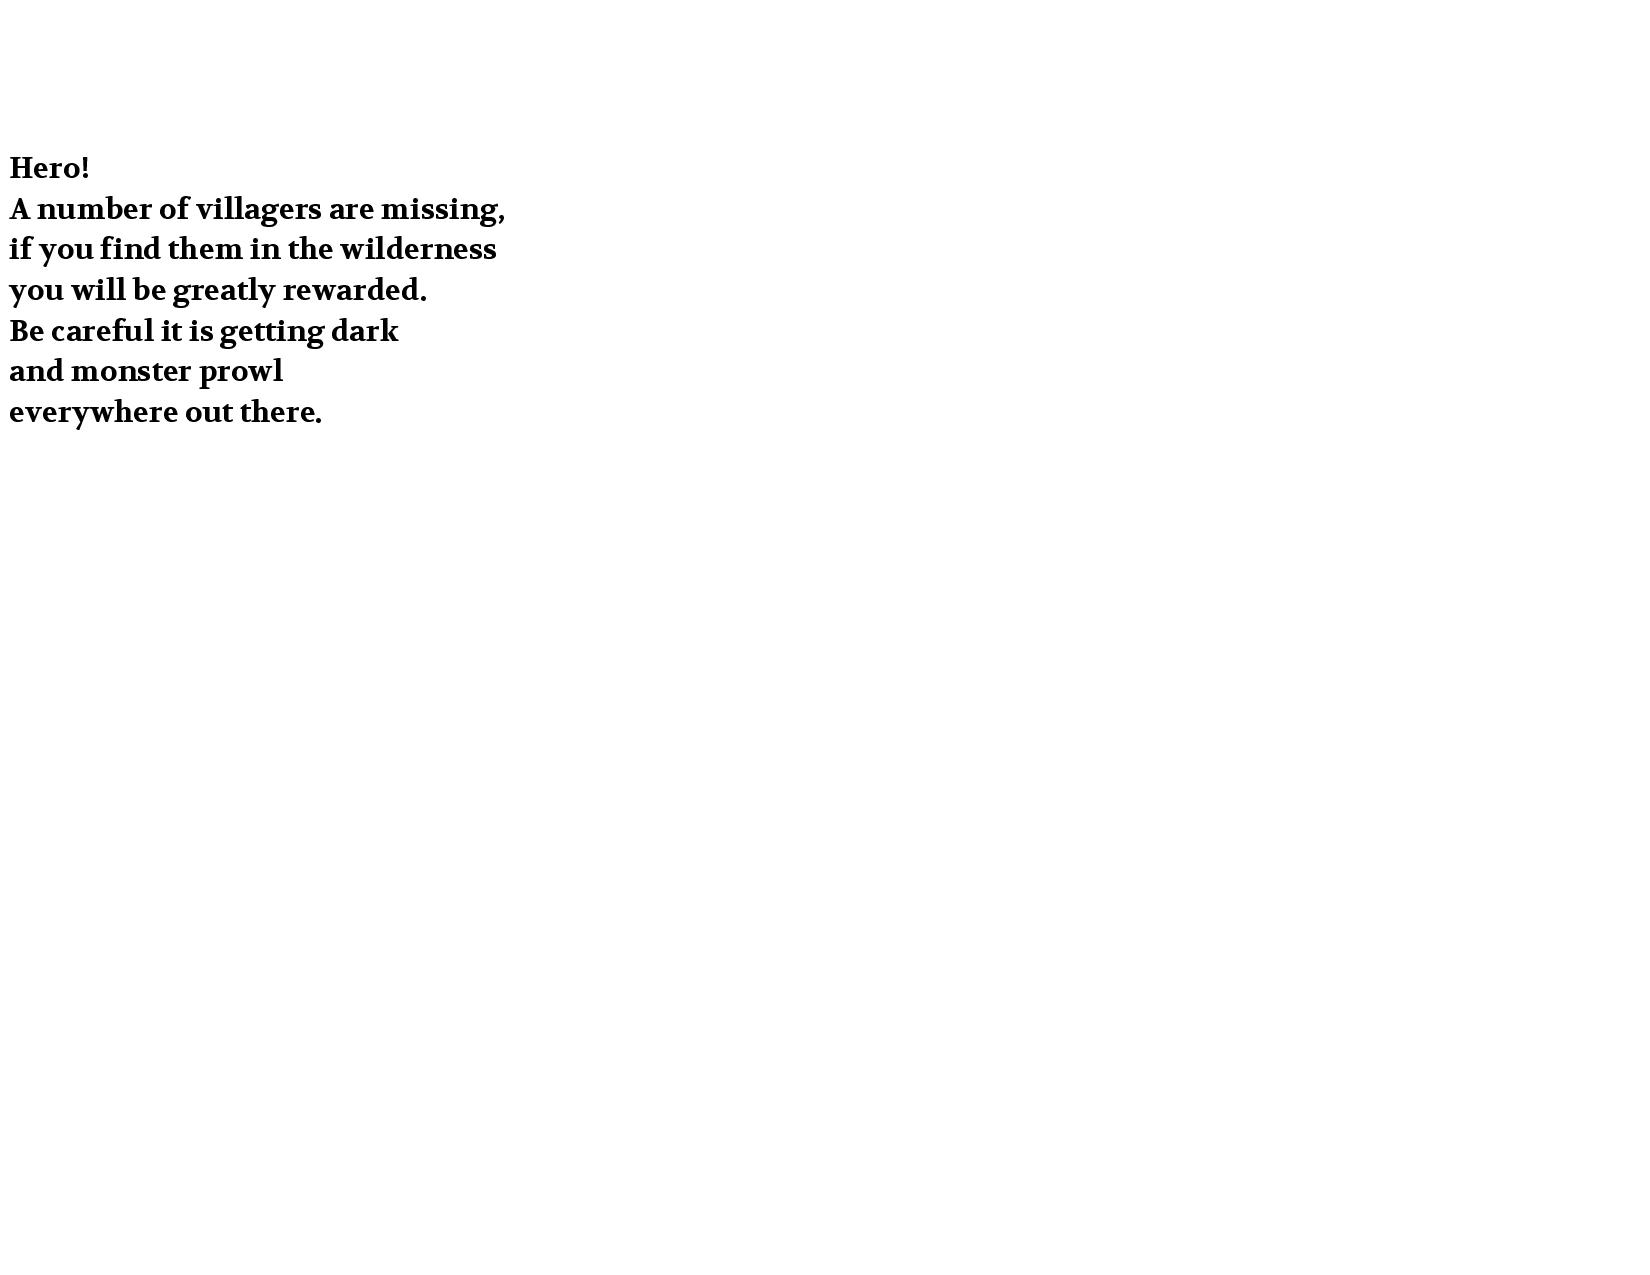 Hero!
A number of villagers are missing,
if you find them in the wilderness
you will be greatly rewarded.
Be careful it is getting dark
and monster prowl
everywhere out there.